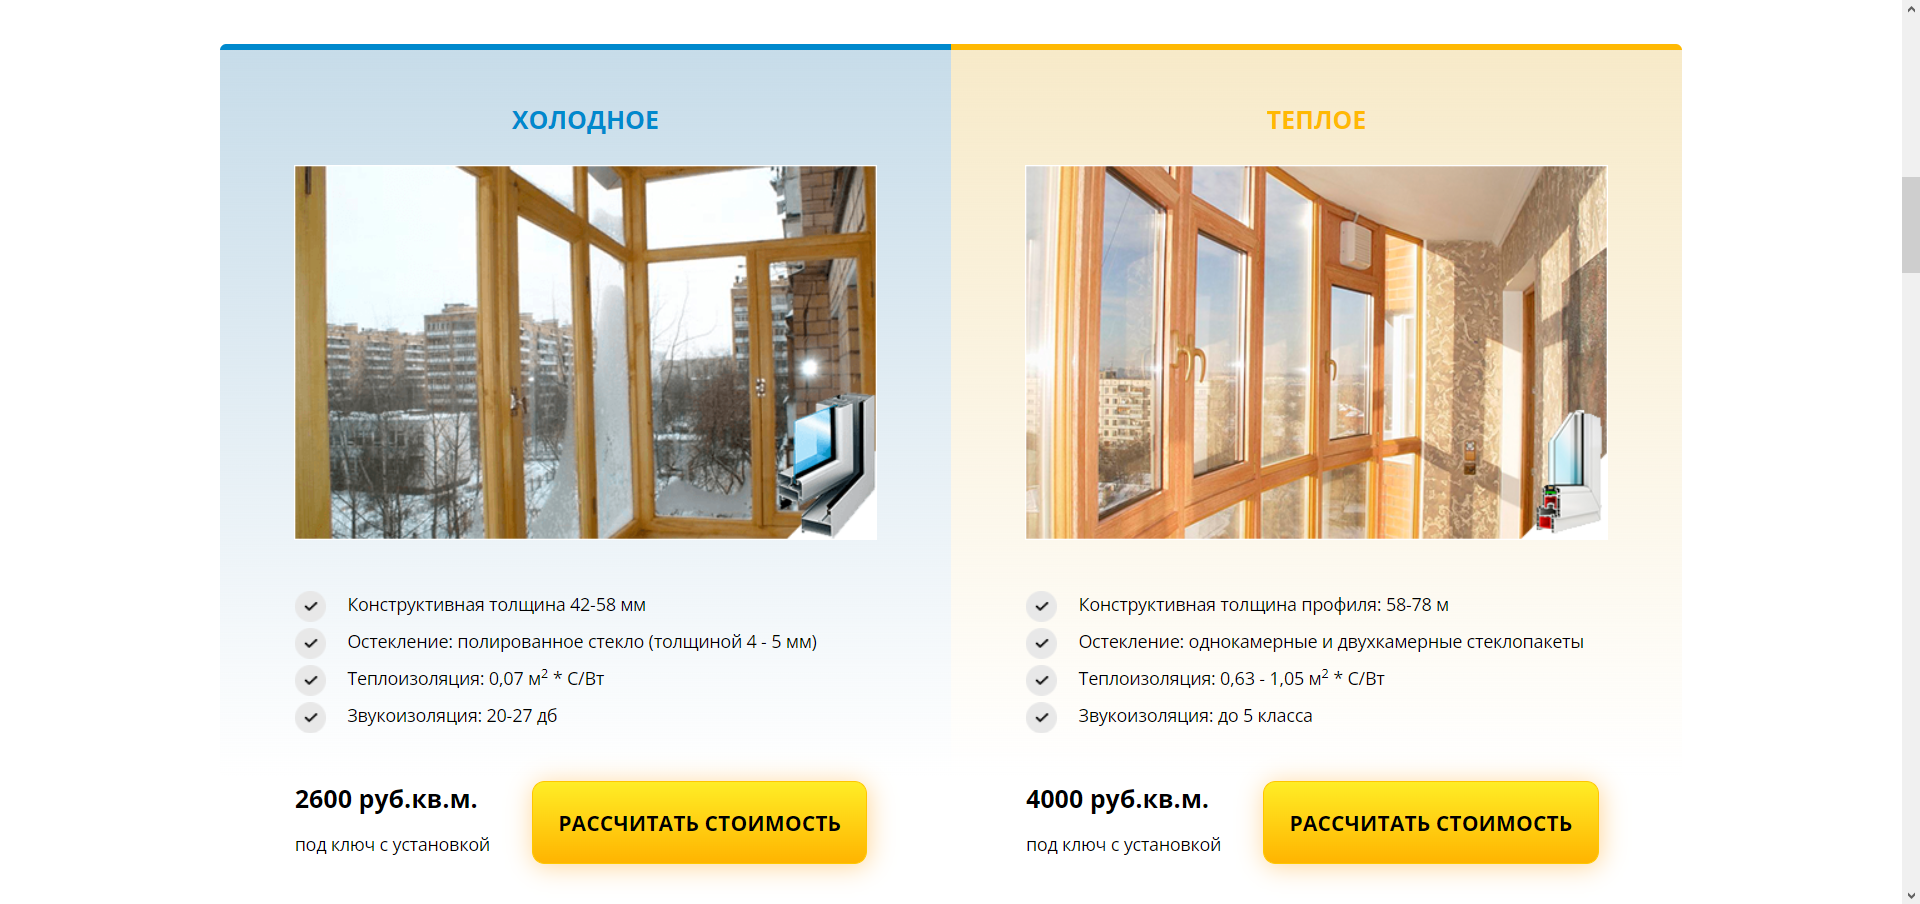 ХОЛОДНОЕ
Конструктивная толщина 42-58 мм
Остекление: полированное стекло (толщиной 4 - 5 мм)
Теплоизоляция: 0,07 м² * С/Вт
Звукоизоляция: 20-27 дб
2600 руб.кв.м.
под ключ с установкой
РАССЧИТАТЬ СТОИМОСТЬ
ТЕПЛОЕ
Конструктивная толщина профиля: 58-78 м
Остекление: однокамерные и двухкамерные стеклопакеты
Теплоизоляция: 0,63 - 1,05 м² * С/Вт
Звукоизоляция: до 5 класса
4000 руб.кв.м.
под ключ с установкой
РАССЧИТАТЬ СТОИМОСТЬ